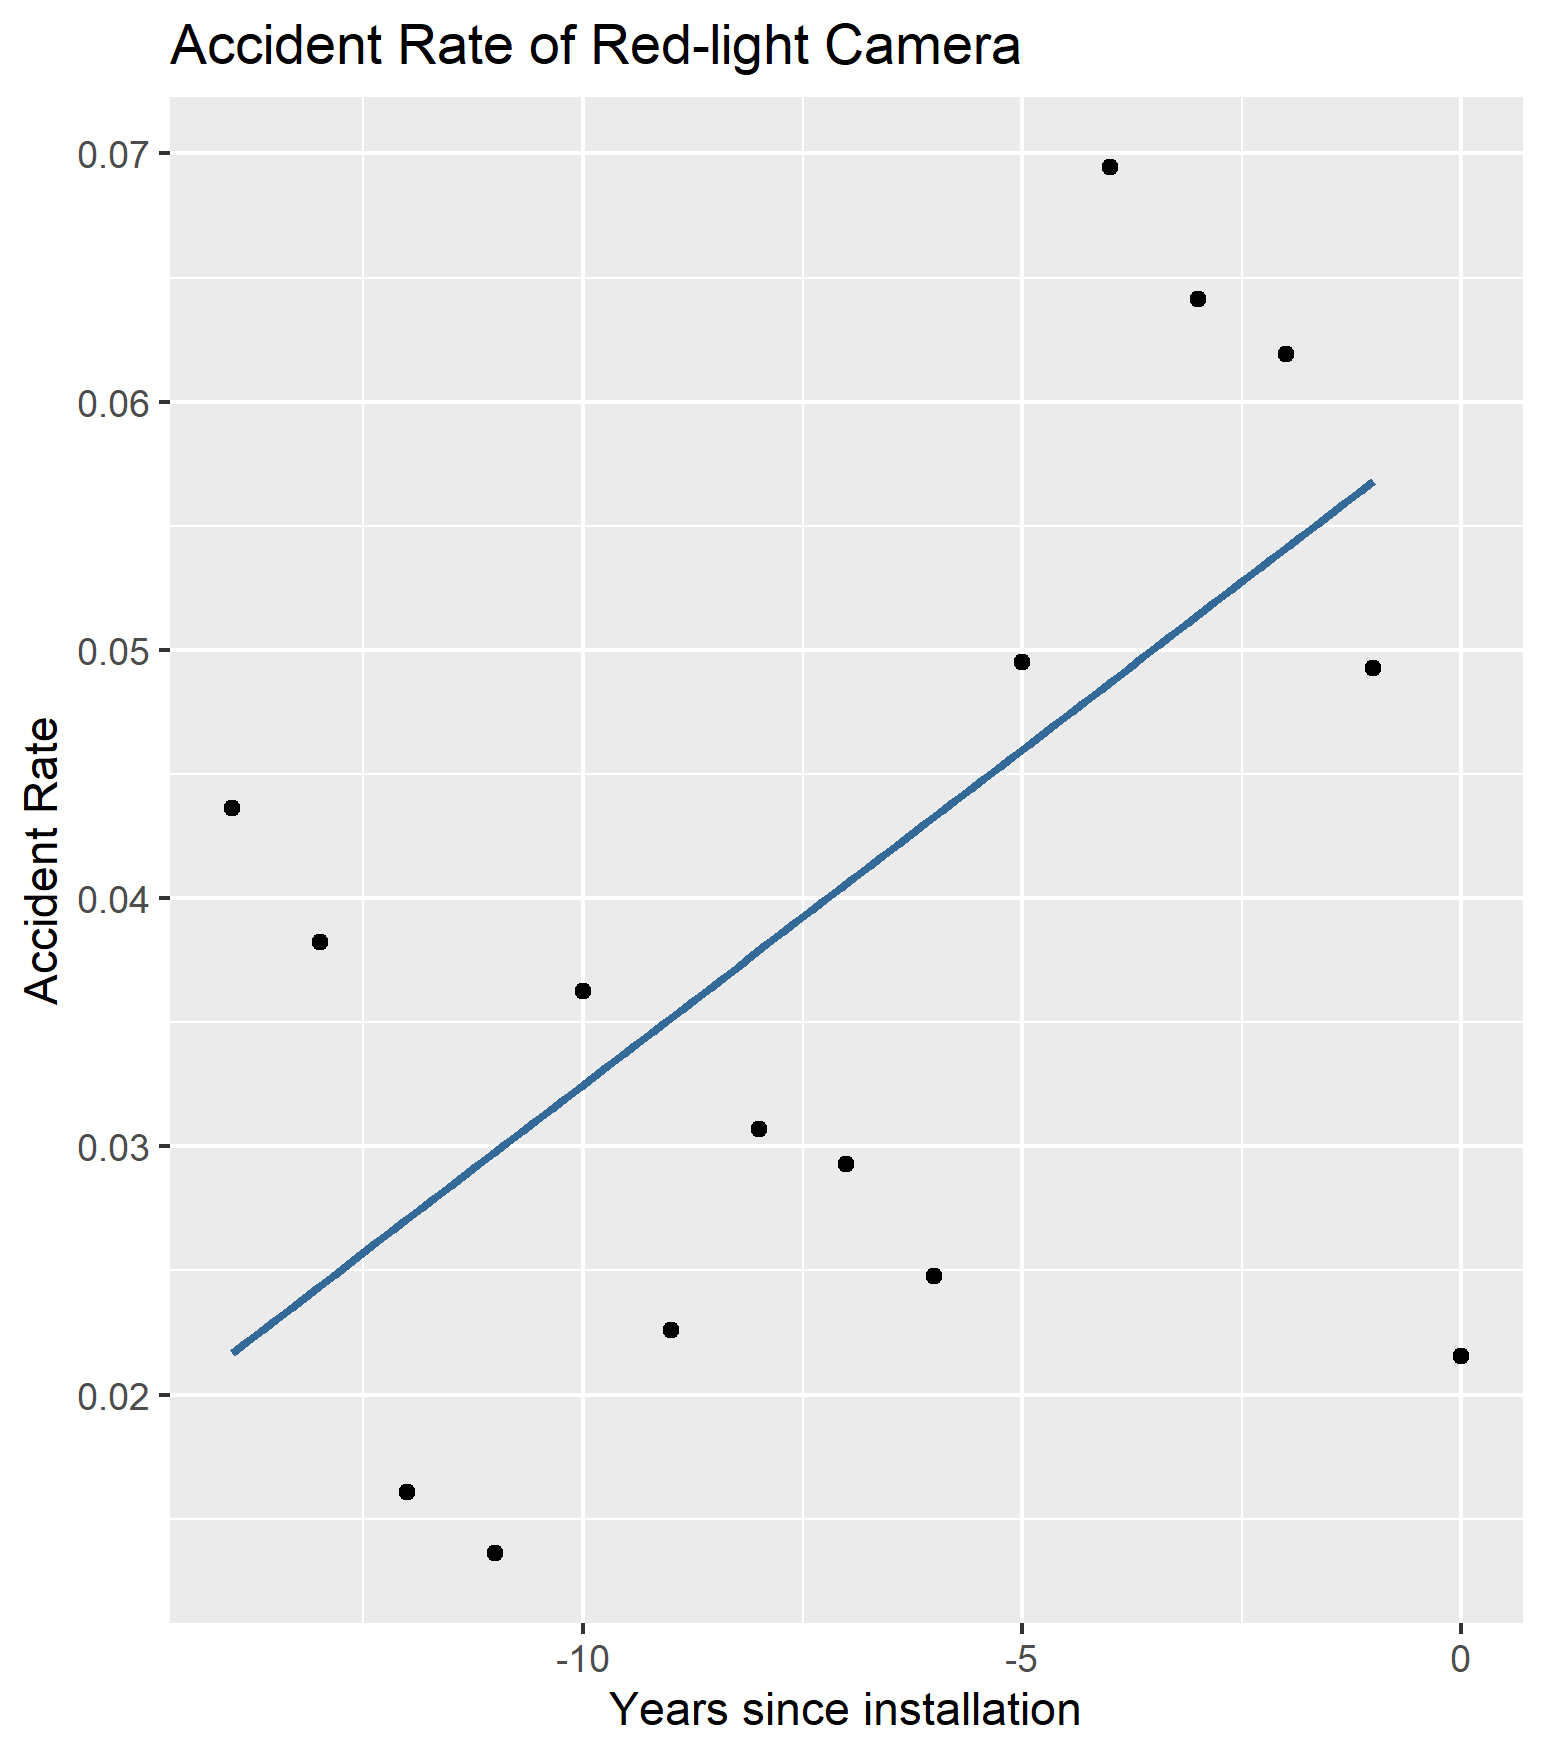 Accident Rate of Red-light Camera
0.07
0.06
0.05
0.04
0.03
0.02
Accident Rate
-10 -5 0
Years since installation